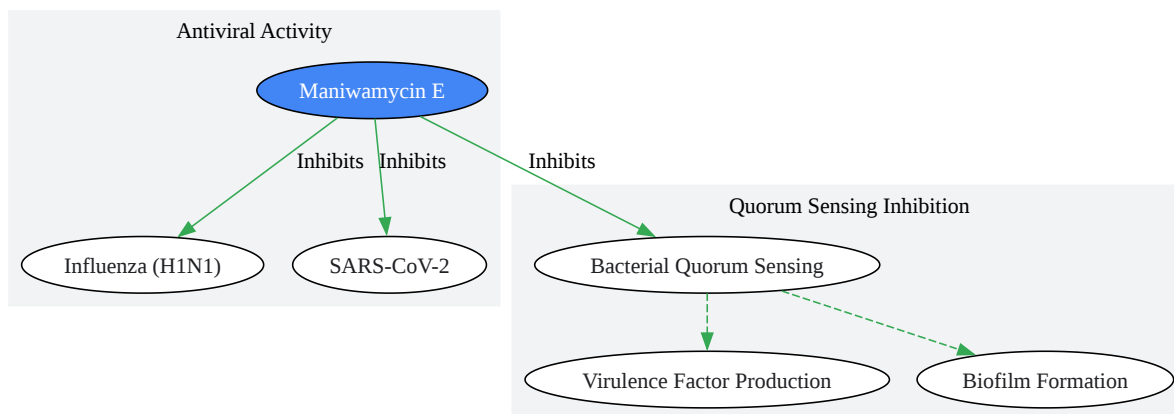 Antiviral Activity
Maniwamycin E
Inhibits
Inhibits
Inhibits
Quorum Sensing Inhibition
Influenza (H1N1)
SARS-CoV-2
Bacterial Quorum Sensing
Virulence Factor Production
Biofilm Formation